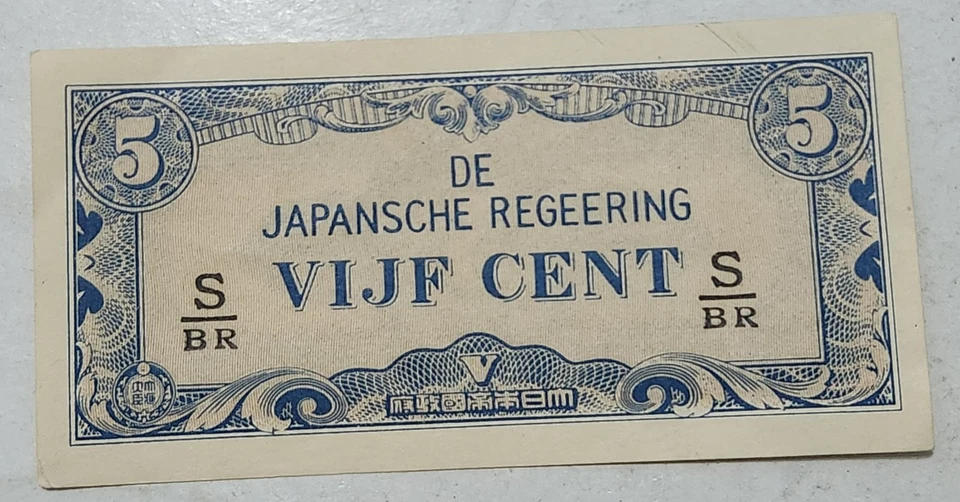 5
5
DE
JAPANSCHE REGEERING
VIJF CENT
S
BR
S
BR
V
大日本帝國政府